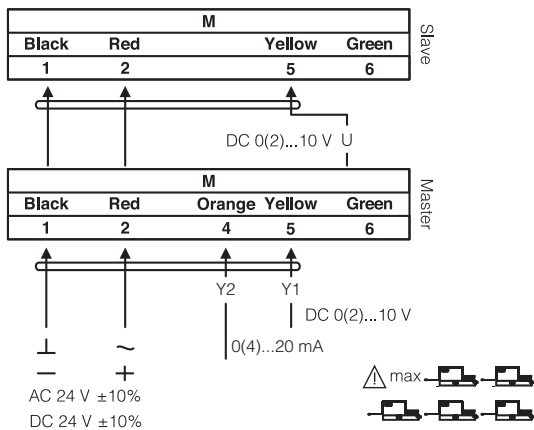 M
Black Red Yellow Green
1 2 5 6
Slave
DC 0(2)...10 V U
M
Black Red Orange Yellow Green
1 2 4 5 6
Master
Y2 Y1
DC 0(2)...10 V
0(4)...20 mA
⊥ ~
− +
AC 24 V ±10%
DC 24 V ±10%
max